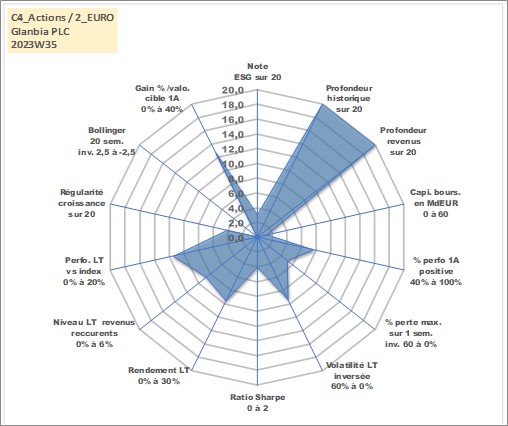 C4_Actions / 2_EURO
Glanbia PLC
2023W35
Note
ESG sur 20
Profondeur
historique
sur 20
Profondeur
revenus
sur 20
Capi. bours.
en MdEUR
0 à 60
% perfo 1A
positive
40% à 100%
% perte max.
sur 1 sem.
inv. 60 à 0%
Volatilité LT
inversée
60% à 0%
Ratio Sharpe
0 à 2
Rendement LT
0% à 30%
Niveau LT revenus
reccurents
0% à 6%
Perfo. LT
vs index
0% à 20%
Régularité
croissance
sur 20
Bollinger
20 sem.
inv. 2,5 à -2,5
Gain % /valo.
cible 1A
0% à 40%
20,0
18,0
16,0
14,0
12,0
10,0
8,0
6,0
4,0
2,0
0,0